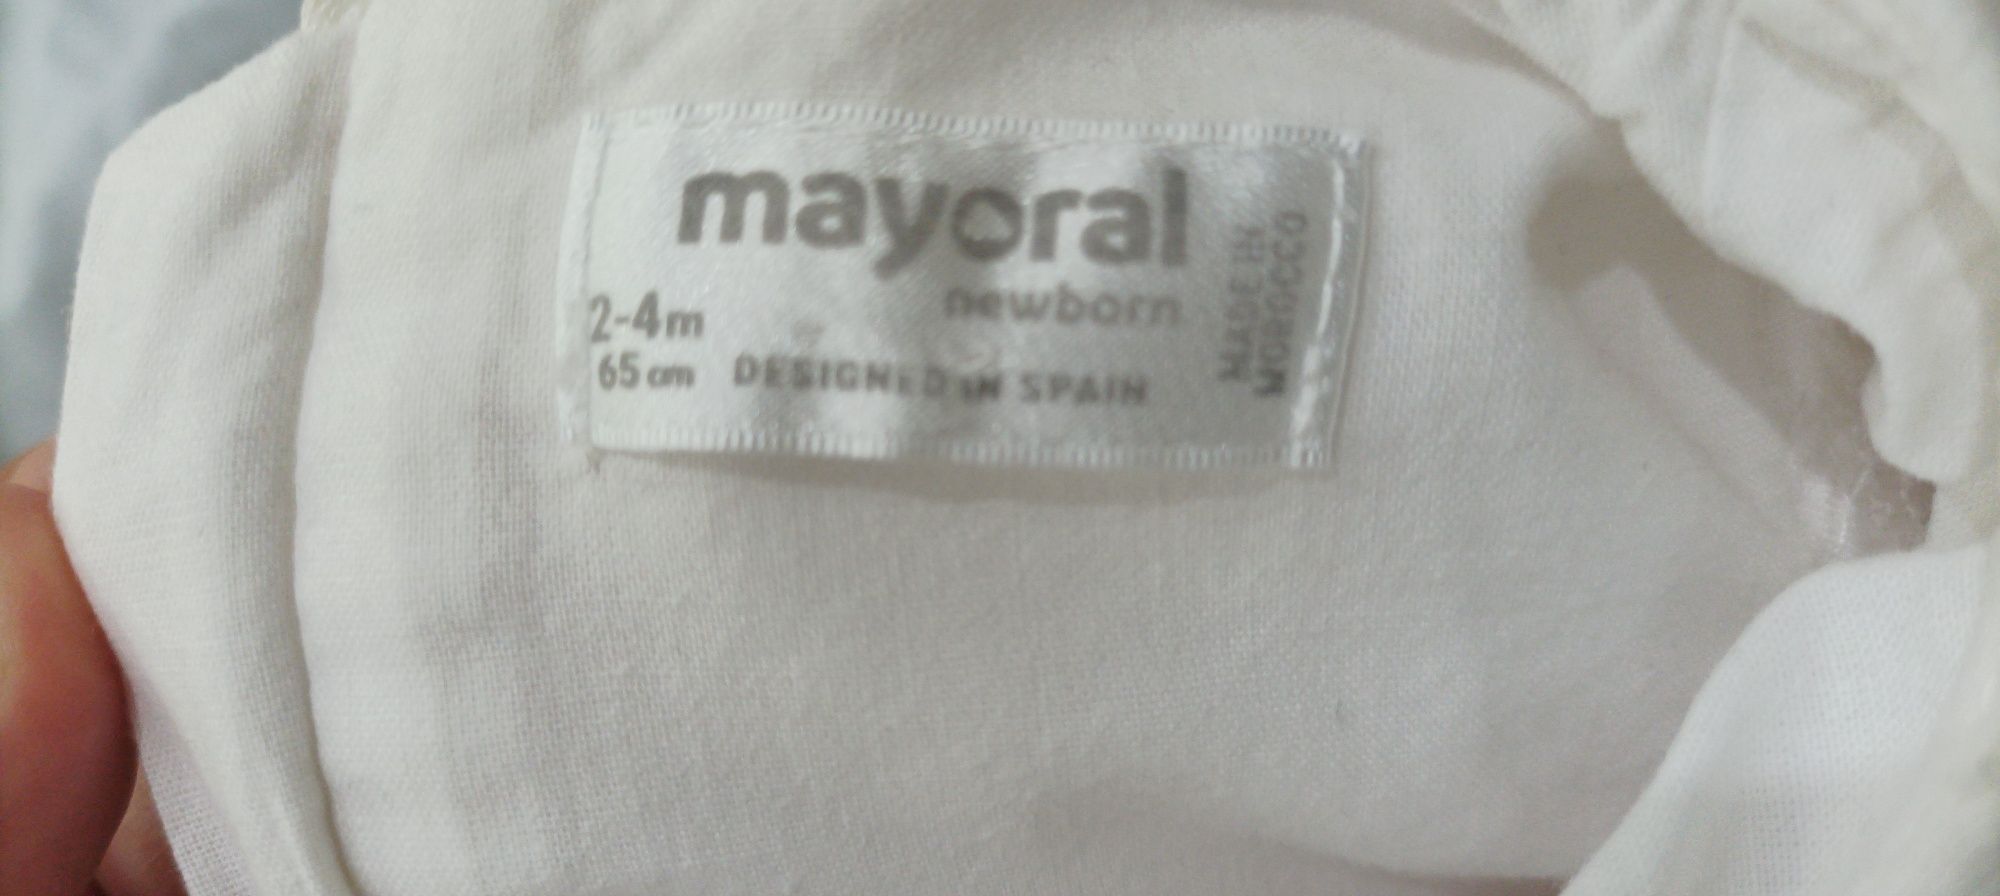 mayoral
newborn
2-4m
65 cm
DESIGNED IN SPAIN
MADE IN
MOROCCO